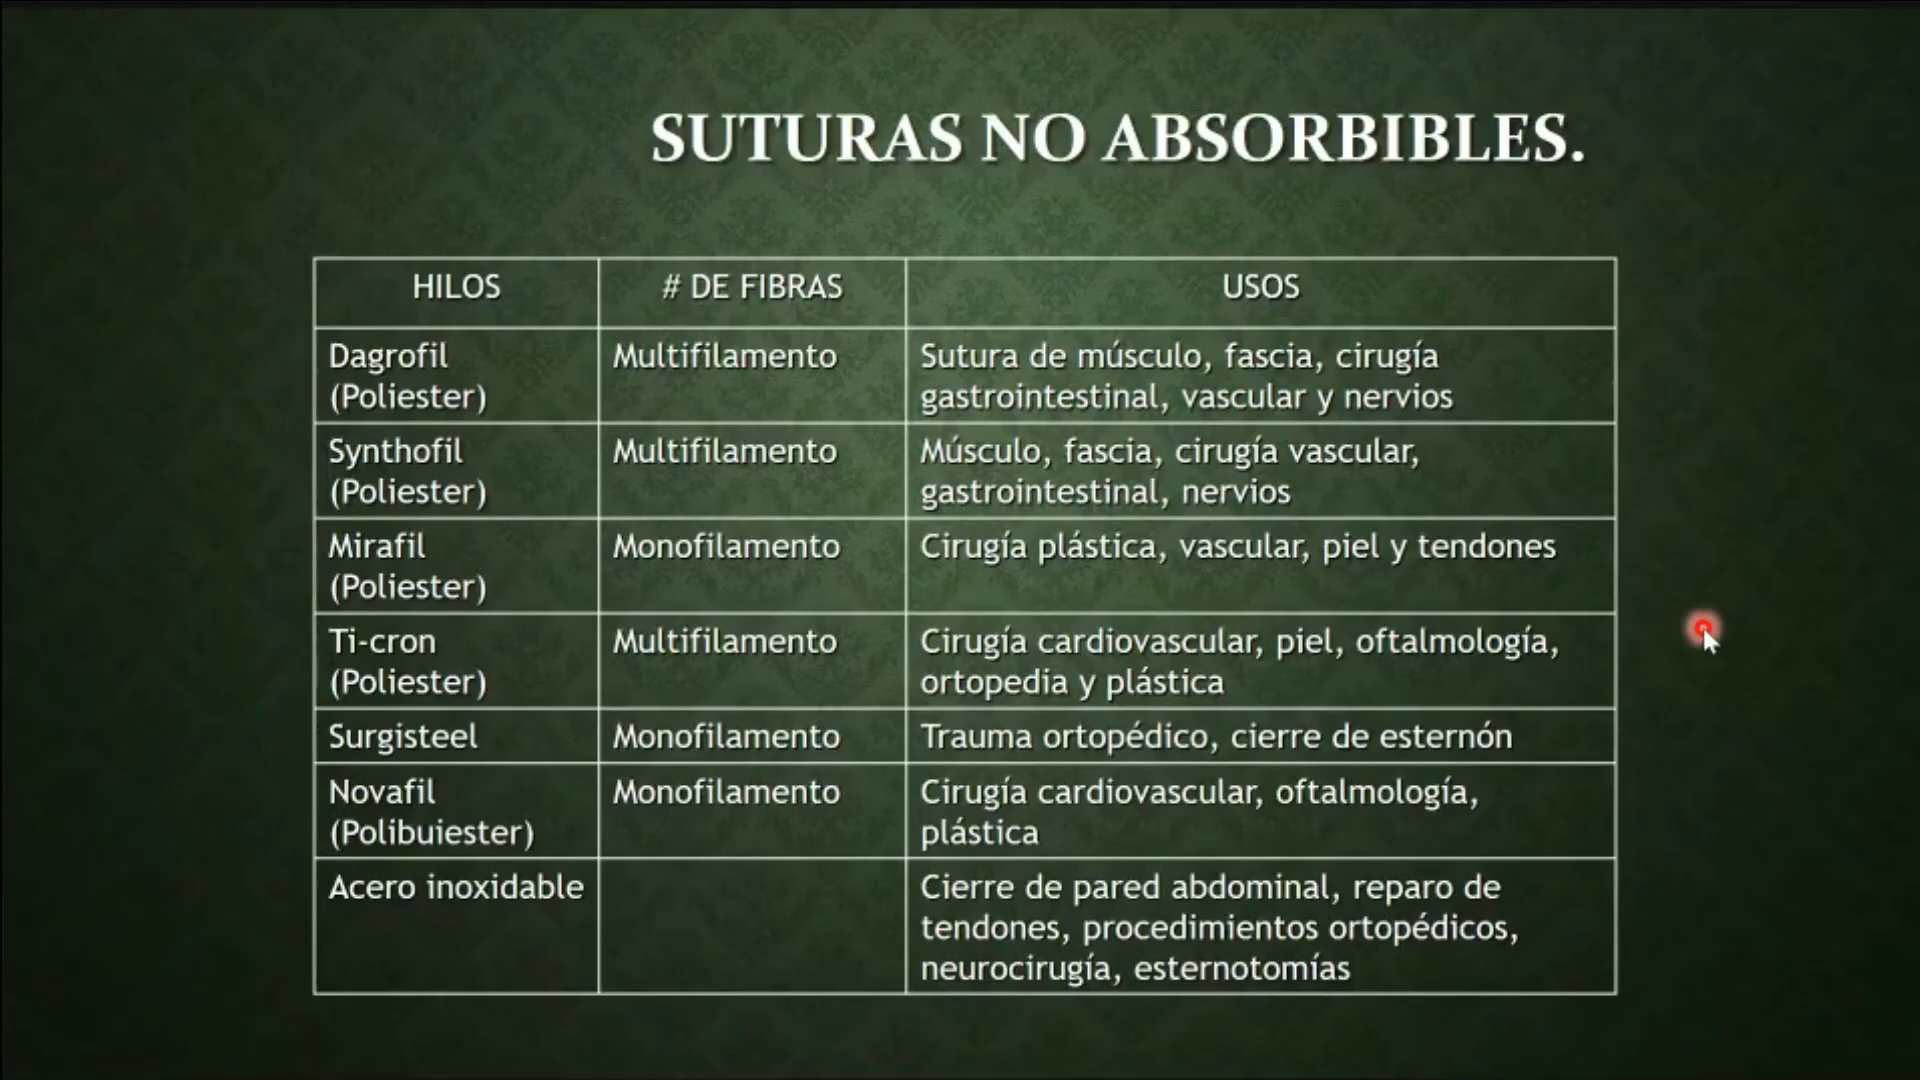 SUTURAS NO ABSORBIBLES.
HILOS # DE FIBRAS USOS
Dagrofil Multifilamento Sutura de músculo, fascia, cirugía
(Poliester) gastrointestinal, vascular y nervios
Synthofil Multifilamento Músculo, fascia, cirugía vascular,
(Poliester) gastrointestinal, nervios
Mirafil Monofilamento Cirugía plástica, vascular, piel y tendones
(Poliester)
Ti-cron Multifilamento Cirugía cardiovascular, piel, oftalmología,
(Poliester) ortopedia y plástica
Surgisteel Monofilamento Trauma ortopédico, cierre de esternón
Novafil Monofilamento Cirugía cardiovascular, oftalmología,
(Polibuiester) plástica
Acero inoxidable Cierre de pared abdominal, reparo de
tendones, procedimientos ortopédicos,
neurocirugía, esternotomías